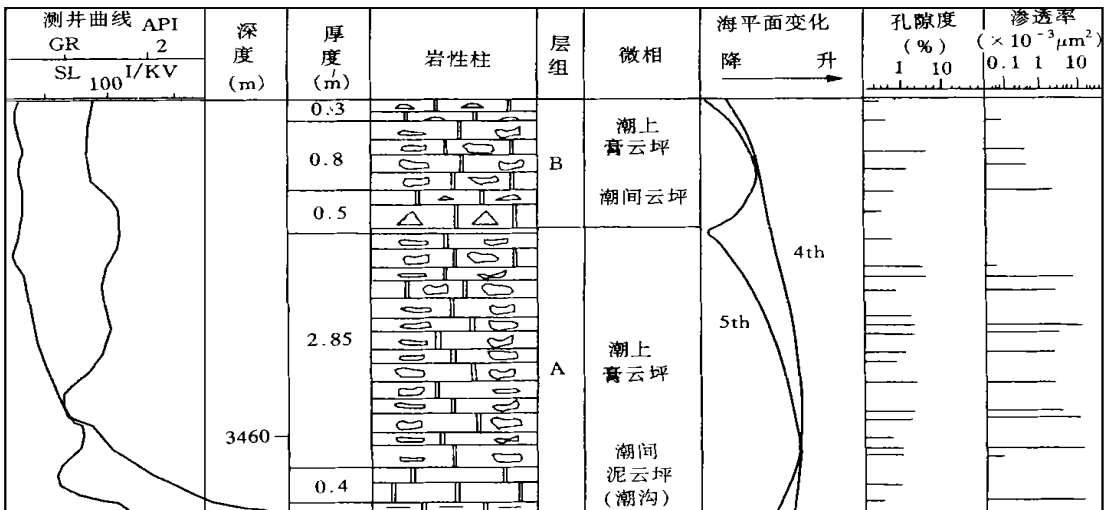 测井曲线 API
GR 2
SL 100 1/KV
深度
(m)
厚度
(m)
岩性柱
层组
微相
海平面变化
降 升
孔隙度
(%)
1 10
渗透率
(×10⁻³μm²)
0.1 1 10
0.3
0.8
0.5
2.85
0.4
3460
B
A
潮上
膏云坪
潮间云坪
潮上
膏云坪
潮间
泥云坪
(潮沟)
4th
5th